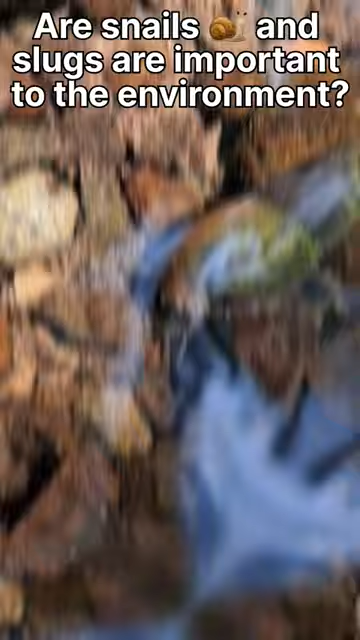 Are snails 🐌 and
slugs are important
to the environment?